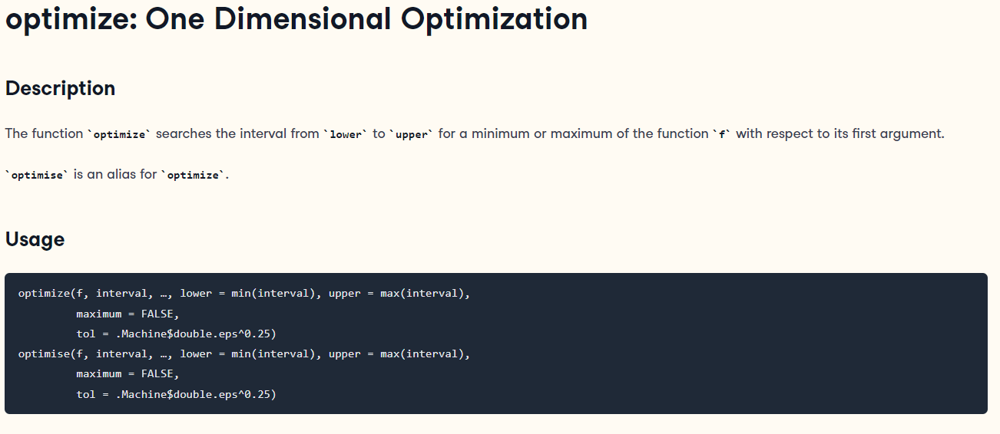 optimize: One Dimensional Optimization
Description
The function `optimize` searches the interval from `lower` to `upper` for a minimum or maximum of the function `f` with respect to its first argument.
`optimise` is an alias for `optimize`.
Usage
optimize(f, interval, …, lower = min(interval), upper = max(interval),
         maximum = FALSE,
         tol = .Machine$double.eps^0.25)
optimise(f, interval, …, lower = min(interval), upper = max(interval),
         maximum = FALSE,
         tol = .Machine$double.eps^0.25)